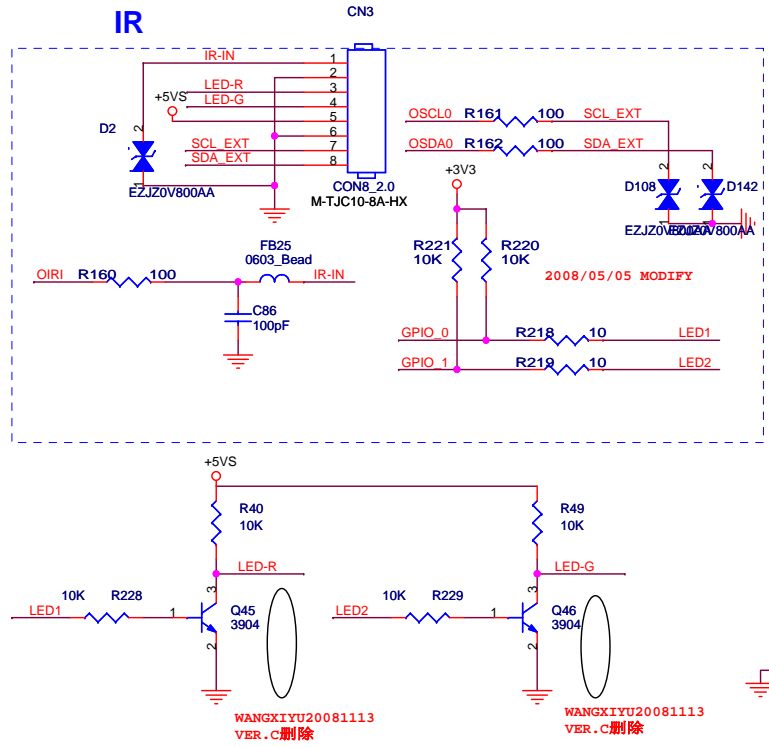 IR
CN3
IR-IN
1
2
LED-R
3
+5VS
LED-G
4
5
6
SCL_EXT
7
SDA_EXT
8
D2
2
1
EZJZ0V800AA
CON8_2.0
M-TJC10-8A-HX
OSCL0
R161
100
SCL_EXT
OSDA0
R162
100
SDA_EXT
+3V3
2
2
D108
D142
1
1
R221
10K
R220
10K
2008/05/05 MODIFY
FB25
0603_Bead
OIRI
R160
100
IR-IN
C86
100pF
GPIO_0
R218
10
LED1
GPIO_1
R219
10
LED2
+5VS
R40
10K
R49
10K
LED-R
LED-G
10K
R228
LED1
1
3
2
Q45
3904
10K
R229
LED2
1
3
2
Q46
3904
WANGXIYU20081113
VER.C删除
WANGXIYU20081113
VER.C删除